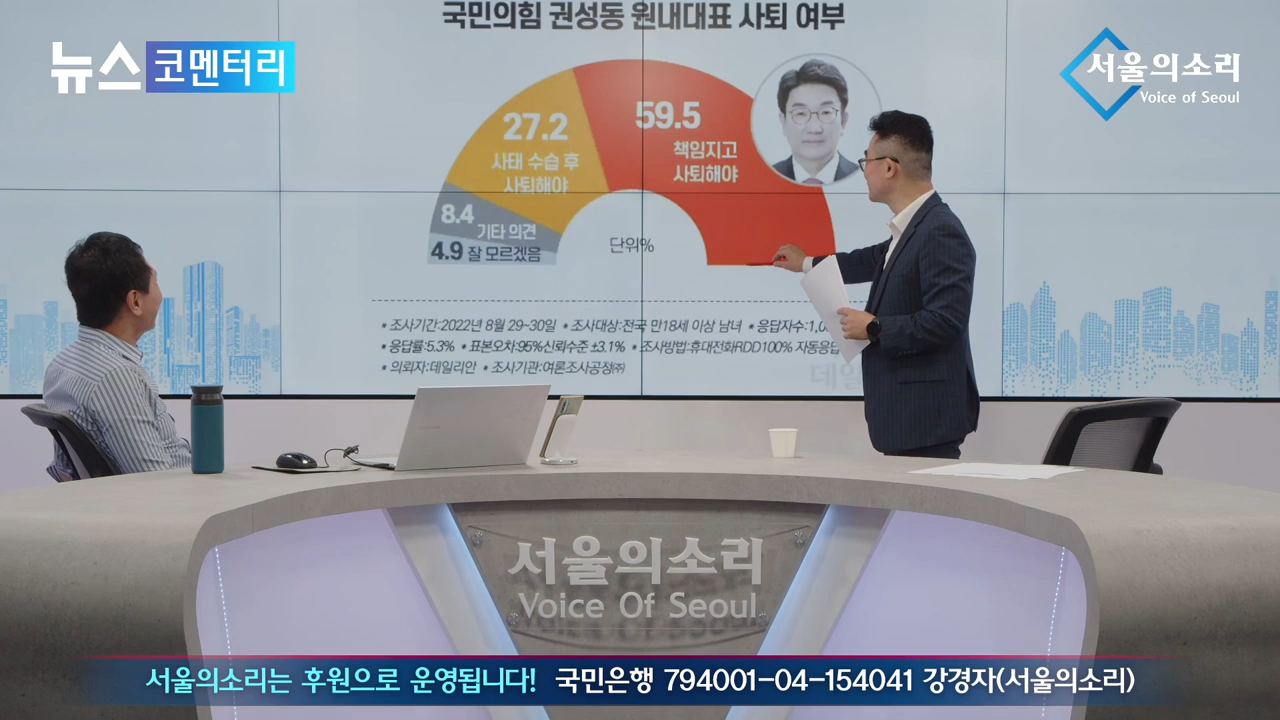 국민의힘 권성동 원내대표 사퇴 여부
뉴스 코멘터리
서울의소리
Voice of Seoul
27.2
사태 수습 후
사퇴해야
59.5
책임지고
사퇴해야
8.4
기타 의견
4.9 잘 모르겠음
단위%
* 조사기간:2022년 8월 29~30일 * 조사대상:전국 만18세 이상 남녀 * 응답자수:
* 응답률:5.3% * 표본오차:95%신뢰수준 ±3.1% * 조사방법:휴대전화RDD100% 자동응답
* 의뢰자:데일리안 * 조사기관:여론조사공정㈜
서울의소리
Voice Of Seoul
서울의소리는 후원으로 운영됩니다! 국민은행 794001-04-154041 강경자(서울의소리)